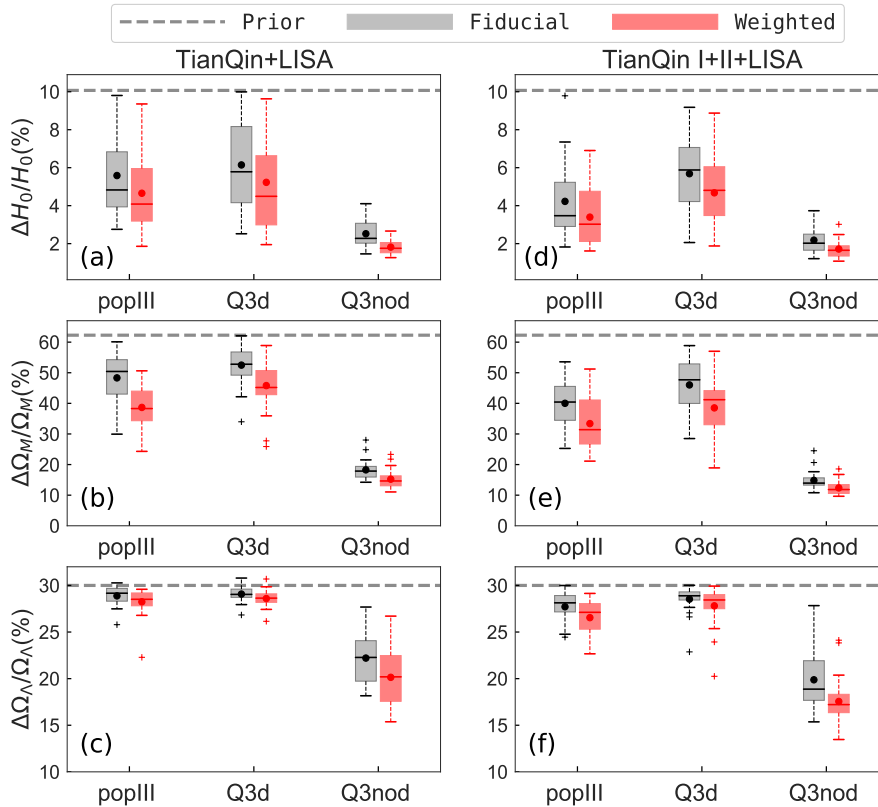 Prior Fiducial Weighted
TianQin+LISA TianQin I+II+LISA
ΔH₀/H₀(%)
10
8
6
4
2
(a)
popIII Q3d Q3nod
10
8
6
4
2
(d)
popIII Q3d Q3nod
ΔΩ_M/Ω_M(%)
60
50
40
30
20
10
0
(b)
popIII Q3d Q3nod
60
50
40
30
20
10
0
(e)
popIII Q3d Q3nod
ΔΩ_Λ/Ω_Λ(%)
30
25
20
15
10
(c)
popIII Q3d Q3nod
30
25
20
15
10
(f)
popIII Q3d Q3nod